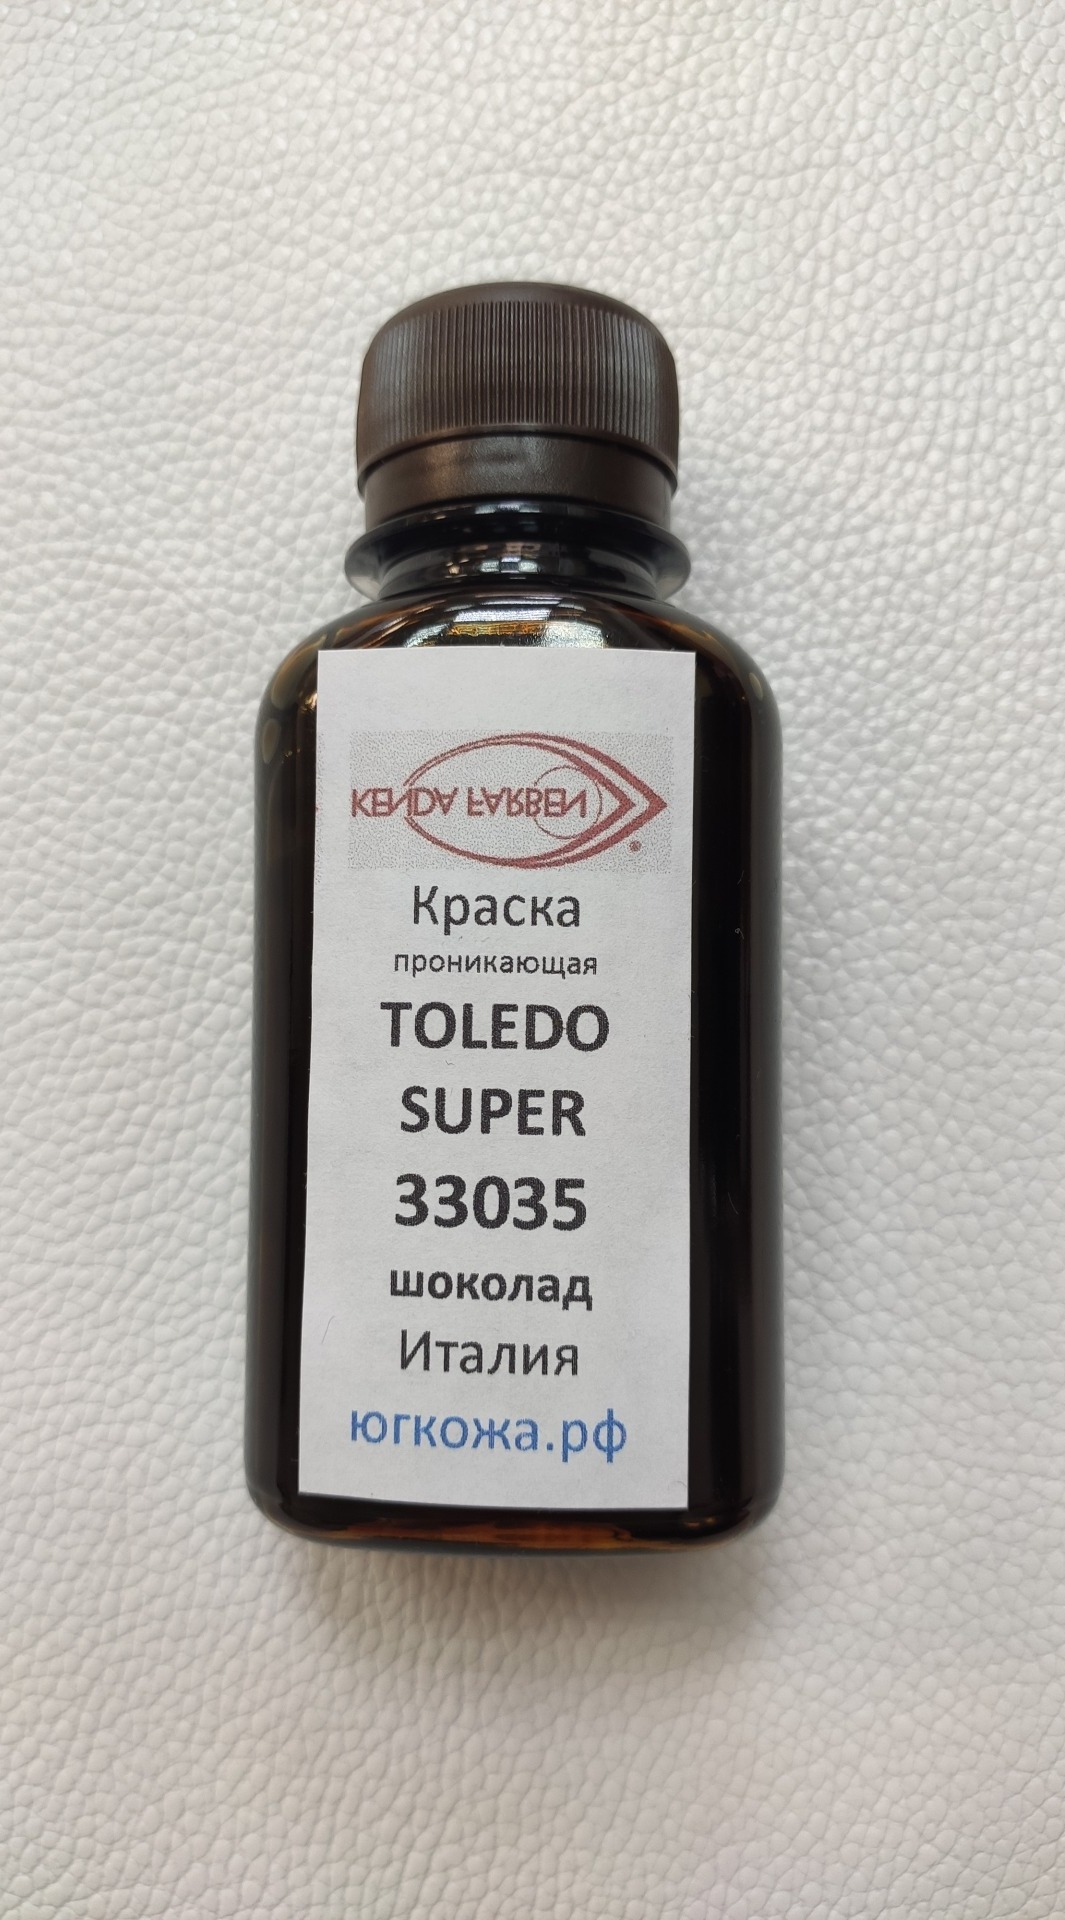 KENDA FARBEN
®
Краска
проникающая
TOLEDO
SUPER
33035
шоколад
Италия
югкожа.рф